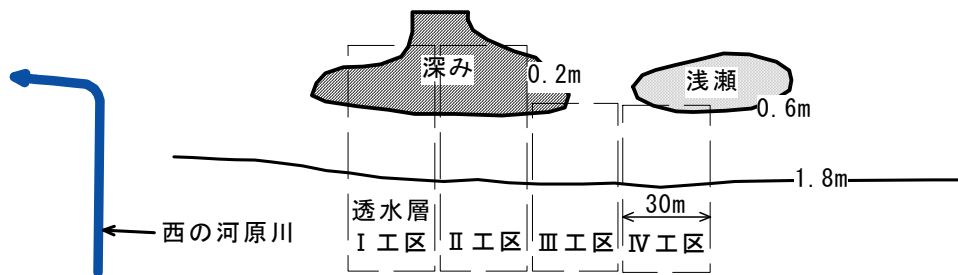 深み
0.2m
浅瀬
0.6m
1.8m
30m
西の河原川
透水層
Ⅰ工区
Ⅱ工区
Ⅲ工区
Ⅳ工区